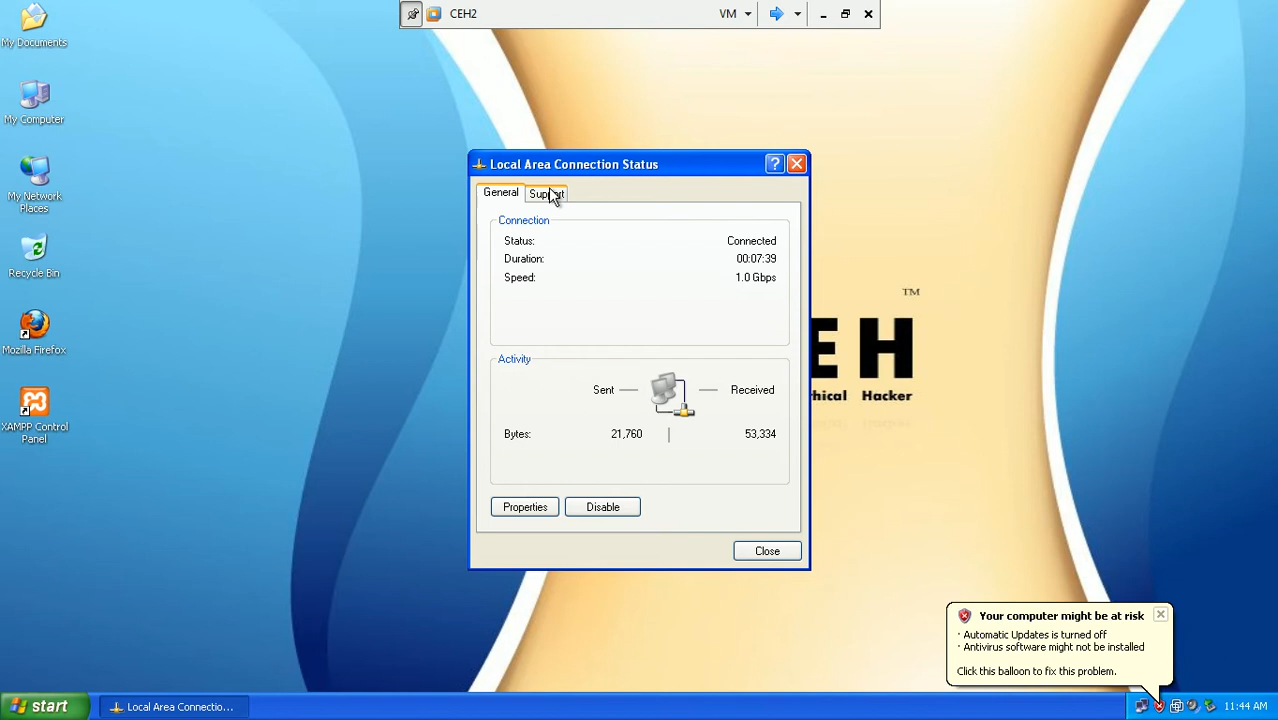 CEH2
VM
My Documents
My Computer
My Network
Places
Recycle Bin
Mozilla Firefox
XAMPP Control
Panel
Local Area Connection Status
General
Support
Connection
Status: Connected
Duration: 00:07:39
Speed: 1.0 Gbps
Activity
Sent
Received
Bytes: 21,760 53,334
Properties
Disable
Close
TM
EH
hical Hacker
Your computer might be at risk
· Automatic Updates is turned off
· Antivirus software might not be installed
Click this balloon to fix this problem.
start
Local Area Connectio...
11:44 AM